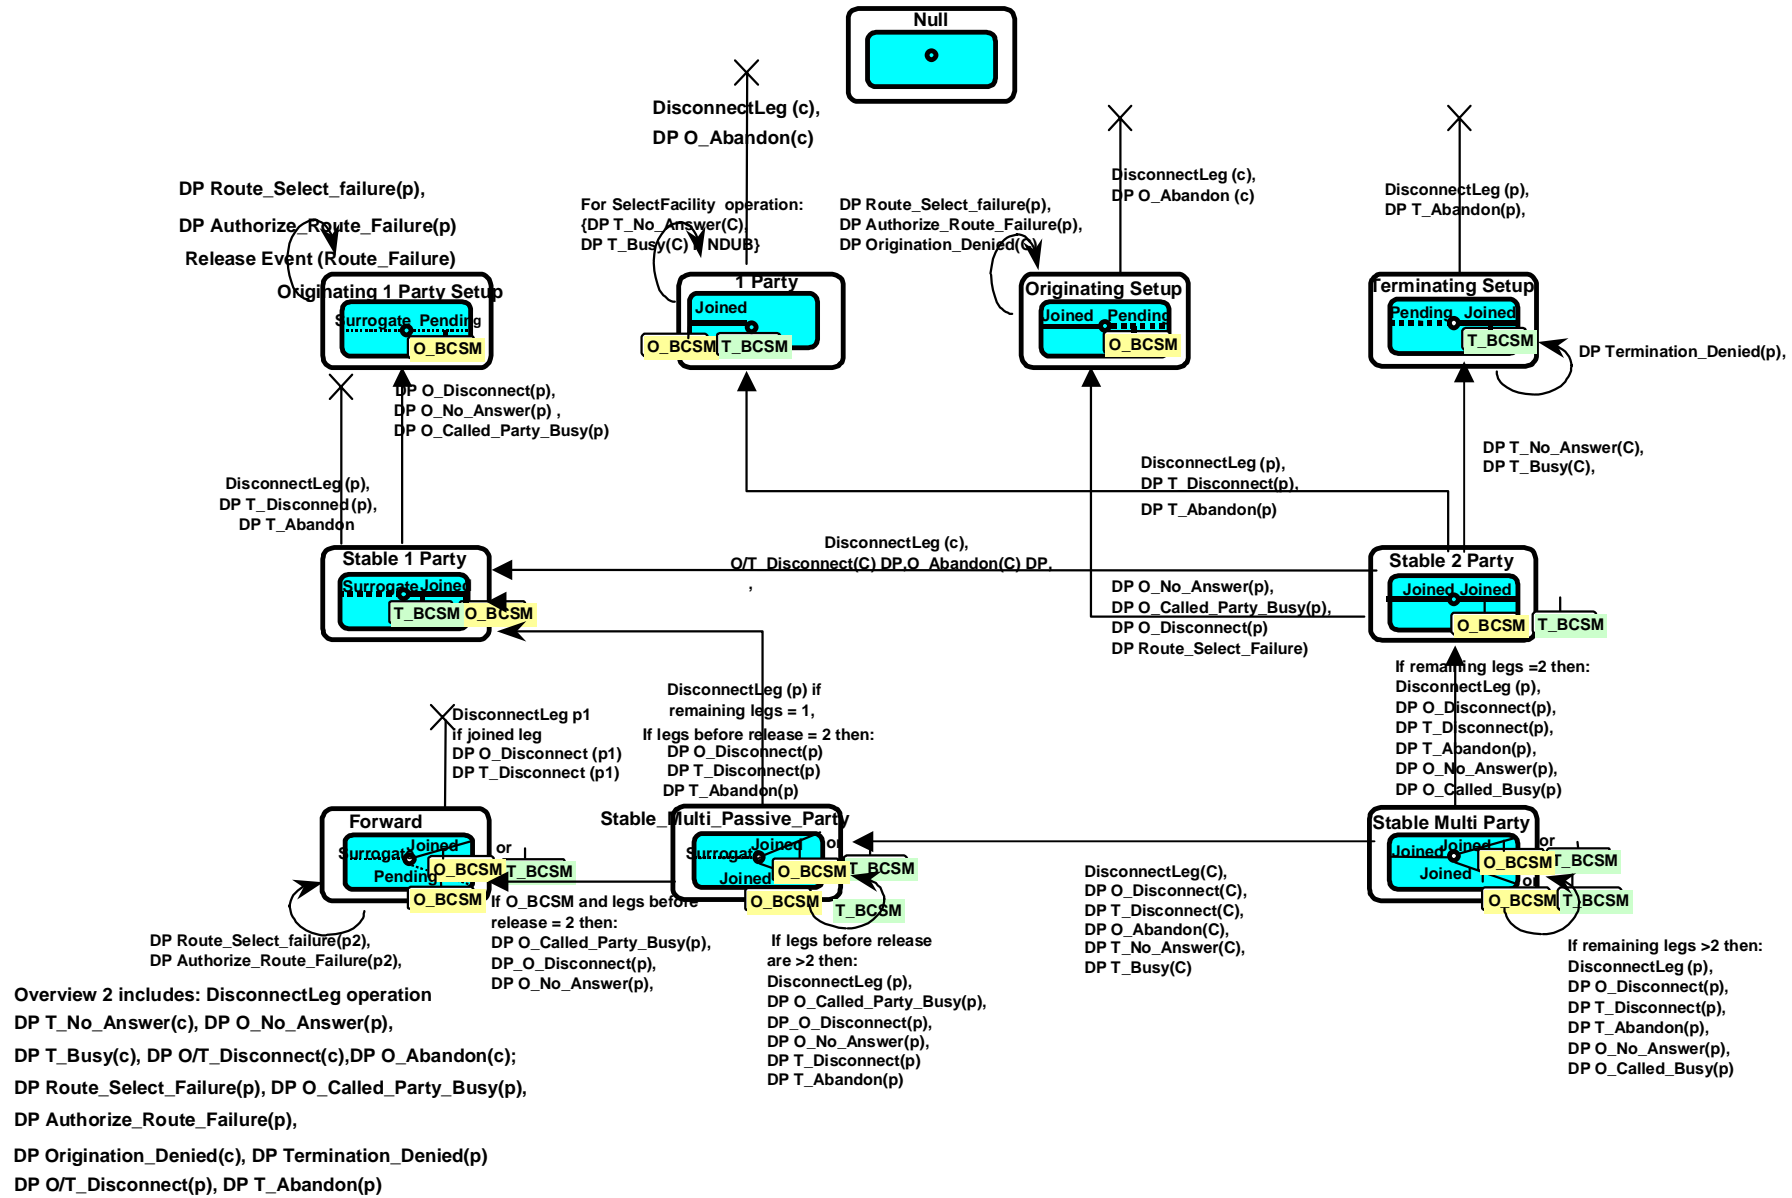 Null
DisconnectLeg (c),
DP O_Abandon(c)
DP Route_Select_failure(p),
DP Authorize_Route_Failure(p)
Release Event (Route_Failure)
Originating 1 Party Setup
Surrogate Pending
O_BCSM
For SelectFacility operation:
{DP T_No_Answer(C),
DP T_Busy(C) NDUB}
1 Party
Joined
O_BCSM T_BCSM
DP Route_Select_failure(p),
DP Authorize_Route_Failure(p),
DP Origination_Denied(C)
DisconnectLeg (c),
DP O_Abandon (c)
Originating Setup
Joined Pending
O_BCSM
DisconnectLeg (p),
DP T_Abandon(p),
Terminating Setup
Pending Joined
T_BCSM
DP Termination_Denied(p),
DP O_Disconnect(p),
DP O_No_Answer(p) ,
DP O_Called_Party_Busy(p)
DisconnectLeg (p),
DP T_Disconned(p),
DP T_Abandon
DisconnectLeg (p),
DP T_Disconnect(p),
DP T_Abandon(p)
DP T_No_Answer(C),
DP T_Busy(C),
Stable 1 Party
Surrogate Joined
T_BCSM O_BCSM
DisconnectLeg (c),
O/T_Disconnect(C) DP,O_Abandon(C) DP,
,
DP O_No_Answer(p),
DP O_Called_Party_Busy(p),
DP O_Disconnect(p)
DP Route_Select_Failure)
Stable 2 Party
Joined Joined
O_BCSM T_BCSM
If remaining legs =2 then:
DisconnectLeg (p),
DP O_Disconnect(p),
DP T_Disconnect(p),
DP T_Abandon(p),
DP O_No_Answer(p),
DP O_Called_Busy(p)
DisconnectLeg p1
if joined leg
DP O_Disconnect (p1)
DP T_Disconnect (p1)
DisconnectLeg (p) if
remaining legs = 1,
If legs before release = 2 then:
DP O_Disconnect(p)
DP T_Disconnect(p)
DP T_Abandon(p)
Forward
Surrogate Joined or
Pending O_BCSM T_BCSM
O_BCSM
Stable_Multi_Passive_Party
Surrogate Joined or
Joined O_BCSM T_BCSM
O_BCSM T_BCSM
Stable Multi Party
Joined Joined or
Joined O_BCSM T_BCSM
or
O_BCSM T_BCSM
DP Route_Select_failure(p2),
DP Authorize_Route_Failure(p2),
If O_BCSM and legs before
release = 2 then:
DP O_Called_Party_Busy(p),
DP_O_Disconnect(p),
DP O_No_Answer(p),
If legs before release
are >2 then:
DisconnectLeg (p),
DP O_Called_Party_Busy(p),
DP_O_Disconnect(p),
DP O_No_Answer(p),
DP T_Disconnect(p)
DP T_Abandon(p)
DisconnectLeg(C),
DP O_Disconnect(C),
DP T_Disconnect(C),
DP O_Abandon(C),
DP T_No_Answer(C),
DP T_Busy(C)
If remaining legs >2 then:
DisconnectLeg (p),
DP O_Disconnect(p),
DP T_Disconnect(p),
DP T_Abandon(p),
DP O_No_Answer(p),
DP O_Called_Busy(p)
Overview 2 includes: DisconnectLeg operation
DP T_No_Answer(c), DP O_No_Answer(p),
DP T_Busy(c), DP O/T_Disconnect(c),DP O_Abandon(c);
DP Route_Select_Failure(p), DP O_Called_Party_Busy(p),
DP Authorize_Route_Failure(p),
DP Origination_Denied(c), DP Termination_Denied(p)
DP O/T_Disconnect(p), DP T_Abandon(p)